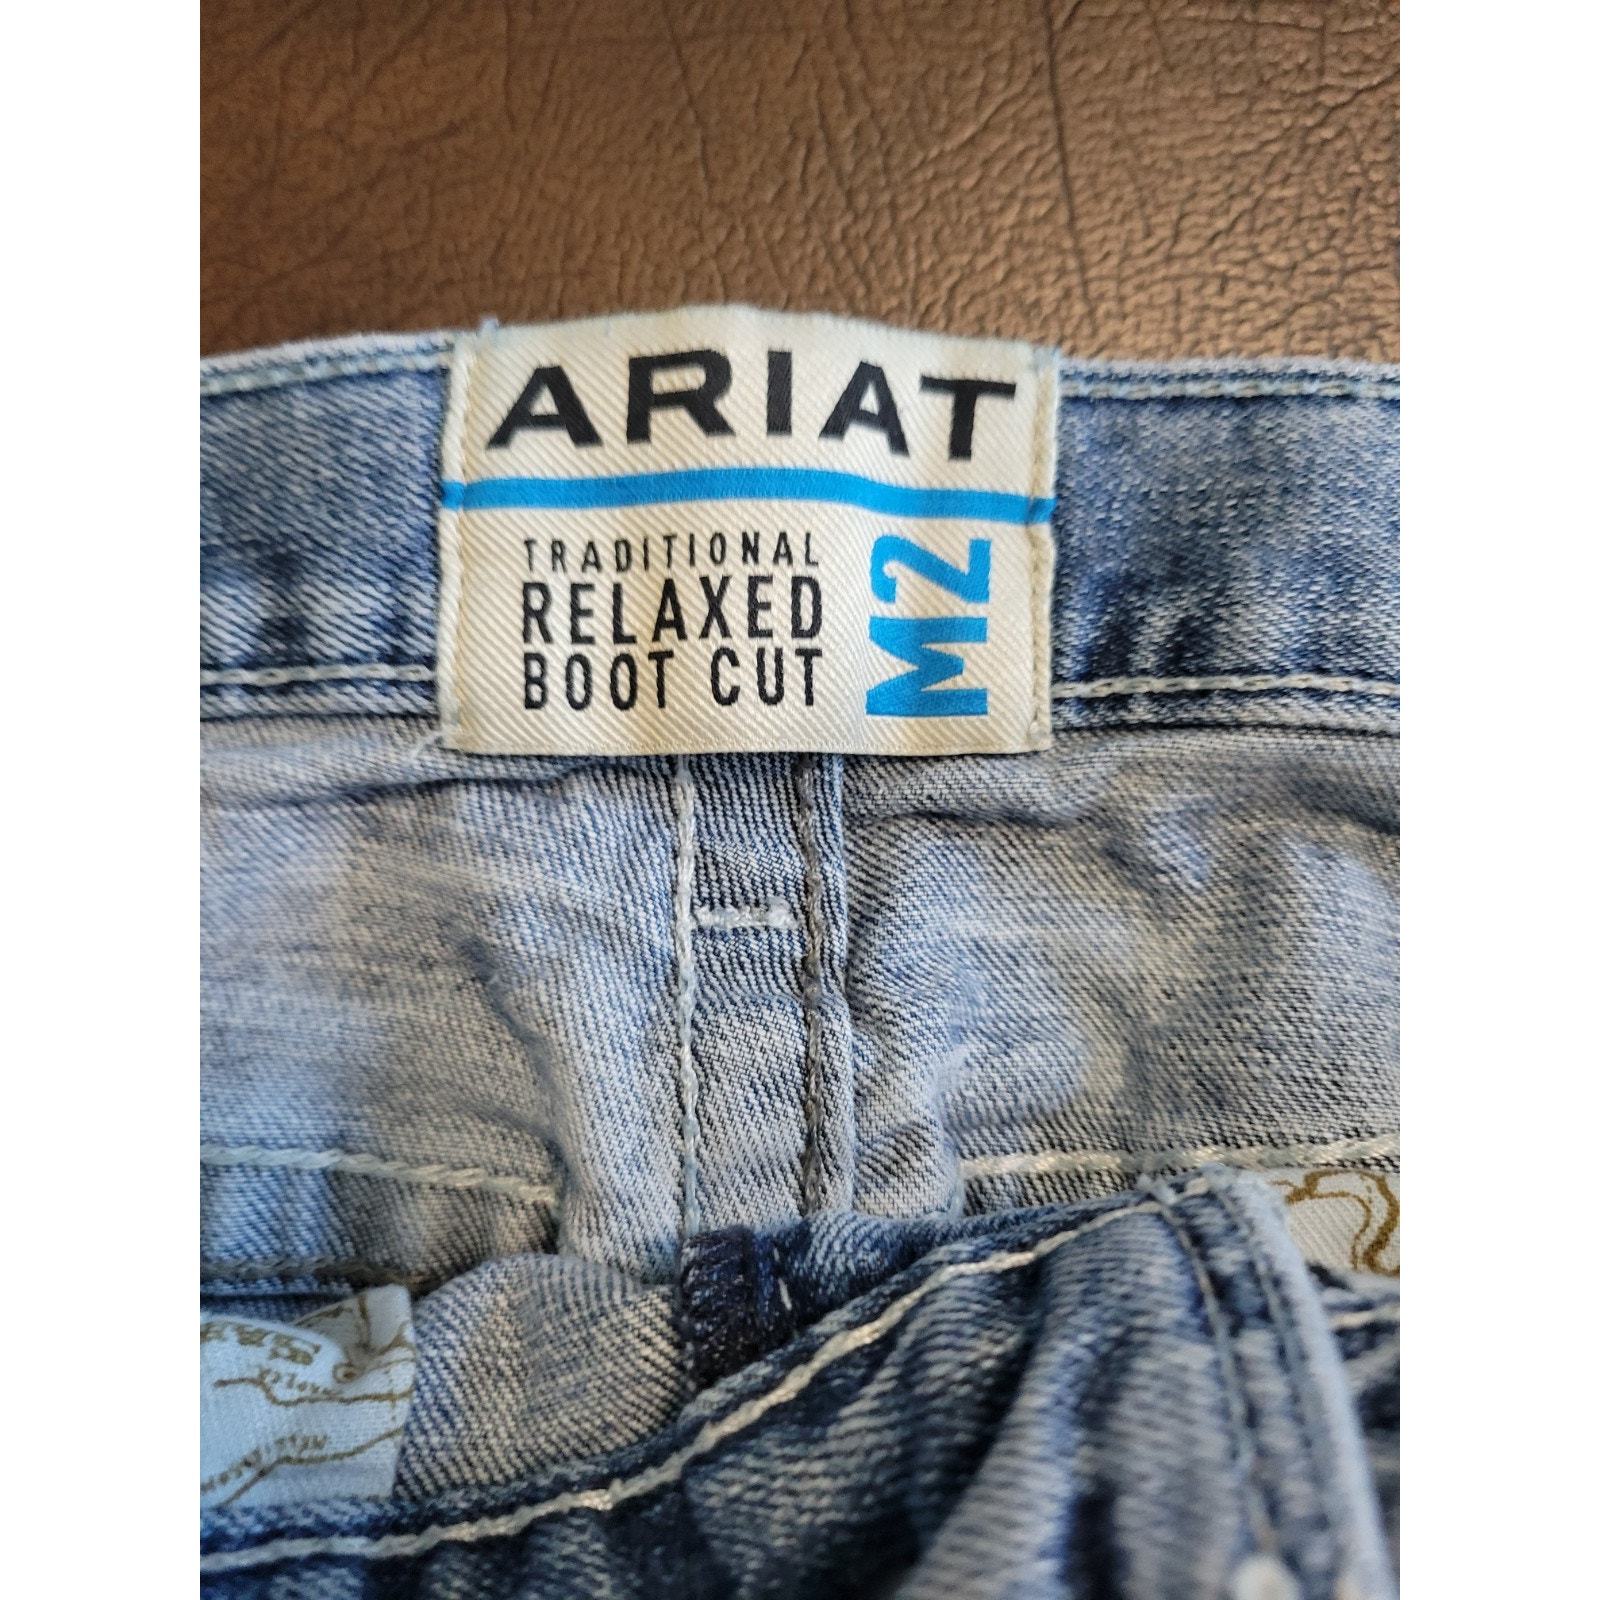 ARIAT
TRADITIONAL
RELAXED
BOOT CUT
M2